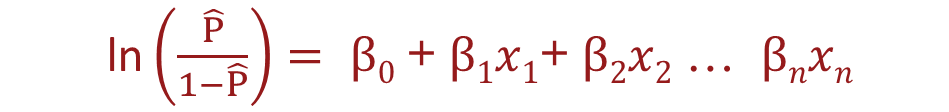 ln(P̂/1−P̂) = β₀ + β₁x₁+ β₂x₂ … βₙxₙ